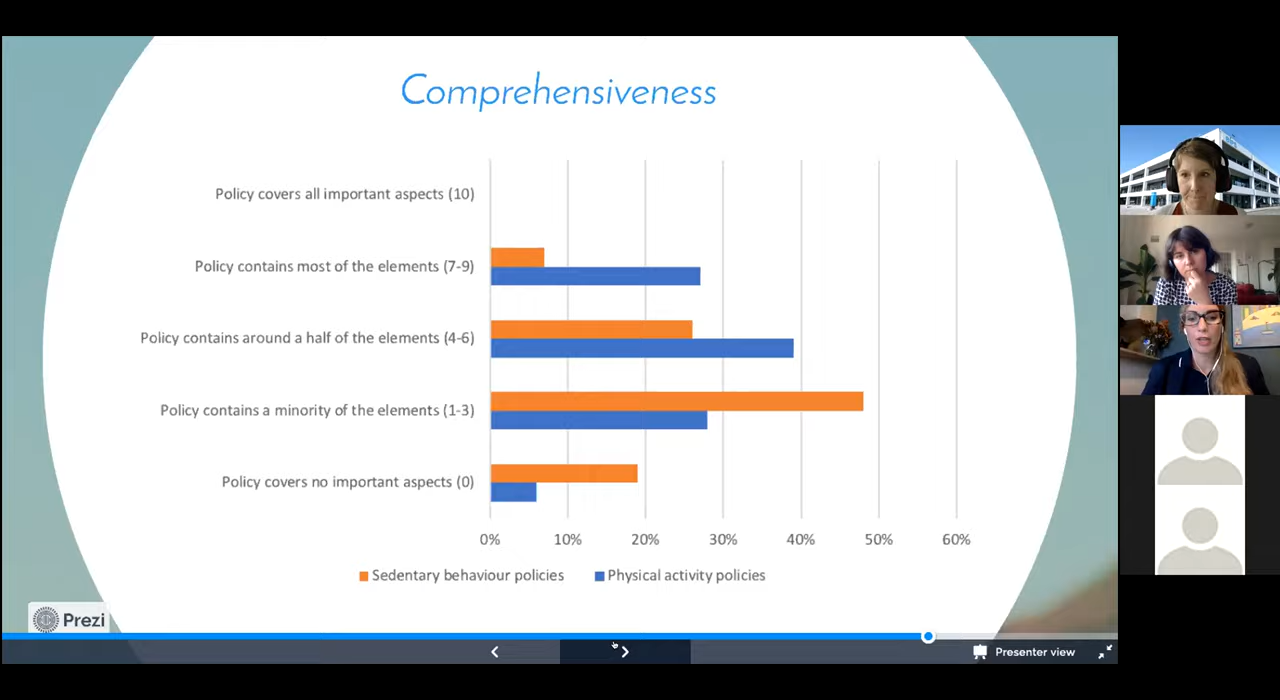 Comprehensiveness
Policy covers all important aspects (10)
Policy contains most of the elements (7-9)
Policy contains around a half of the elements (4-6)
Policy contains a minority of the elements (1-3)
Policy covers no important aspects (0)
0% 10% 20% 30% 40% 50% 60%
Sedentary behaviour policies Physical activity policies
Prezi
Presenter view